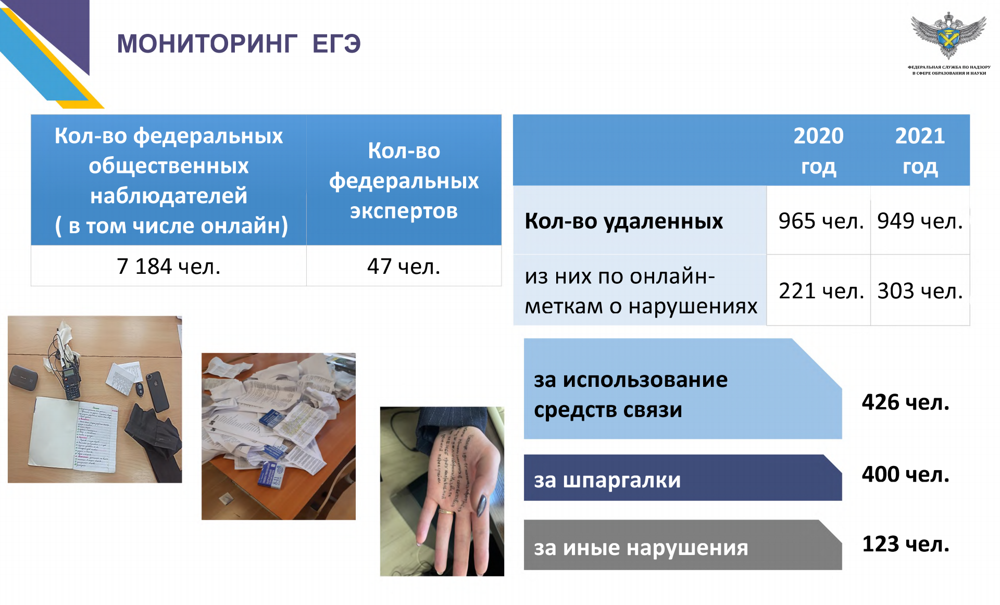 МОНИТОРИНГ ЕГЭ
ФЕДЕРАЛЬНАЯ СЛУЖБА ПО НАДЗОРУ
В СФЕРЕ ОБРАЗОВАНИЯ И НАУКИ
Кол-во федеральных
общественных
наблюдателей
( в том числе онлайн)
Кол-во
федеральных
экспертов
7 184 чел.
47 чел.
2020
год
2021
год
Кол-во удаленных
965 чел.
949 чел.
из них по онлайн-
меткам о нарушениях
221 чел.
303 чел.
за использование
средств связи
426 чел.
за шпаргалки
400 чел.
за иные нарушения
123 чел.
8-11